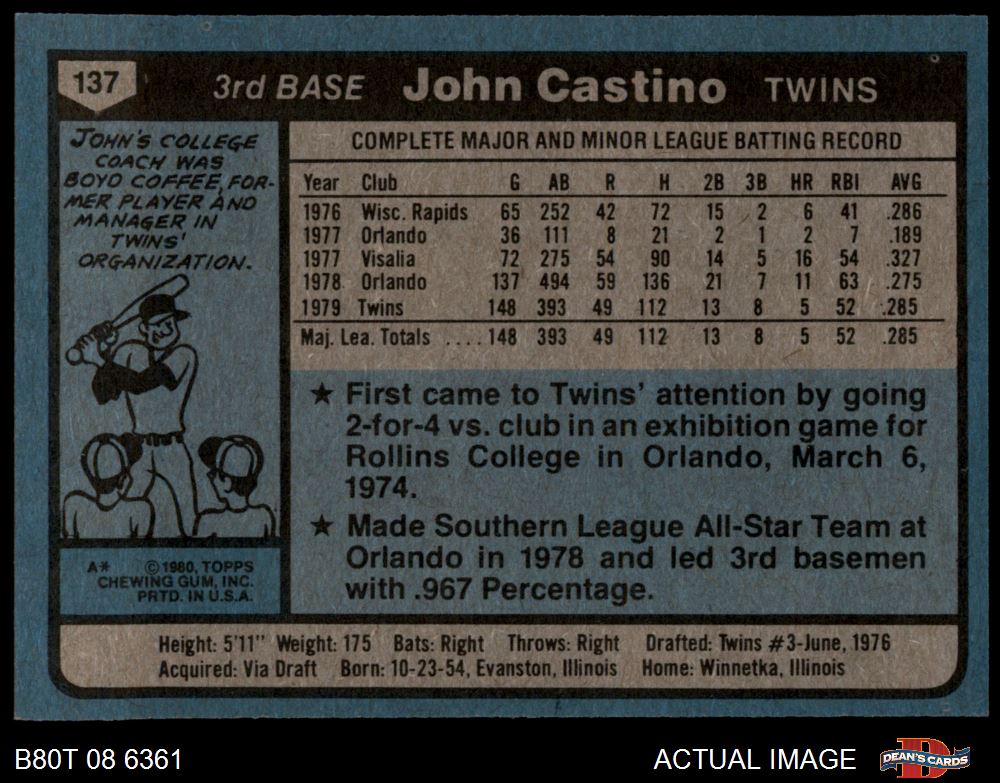 137 3rd BASE John Castino TWINS
JOHN'S COLLEGE
COACH WAS
BOYD COFFEE, FOR-
MER PLAYER AND
MANAGER IN
TWINS'
ORGANIZATION.
A* ©1980, TOPPS
CHEWING GUM, INC.
PRTD. IN U.S.A.
COMPLETE MAJOR AND MINOR LEAGUE BATTING RECORD
Year Club G AB R H 2B 3B HR RBI AVG
1976 Wisc. Rapids 65 252 42 72 15 2 6 41 .286
1977 Orlando 36 111 8 21 2 1 2 7 .189
1977 Visalia 72 275 54 90 14 5 16 54 .327
1978 Orlando 137 494 59 136 21 7 11 63 .275
1979 Twins 148 393 49 112 13 8 5 52 .285
Maj. Lea. Totals .... 148 393 49 112 13 8 5 52 .285
★ First came to Twins' attention by going
2-for-4 vs. club in an exhibition game for
Rollins College in Orlando, March 6,
1974.
★ Made Southern League All-Star Team at
Orlando in 1978 and led 3rd basemen
with .967 Percentage.
Height: 5'11" Weight: 175 Bats: Right Throws: Right Drafted: Twins #3-June, 1976
Acquired: Via Draft Born: 10-23-54, Evanston, Illinois Home: Winnetka, Illinois
B80T 08 6361 ACTUAL IMAGE DEAN'S CARDS